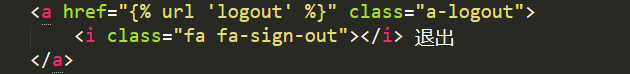 <a href="{% url 'logout' %}" class="a-logout">
    <i class="fa fa-sign-out"></i> 退出
</a>